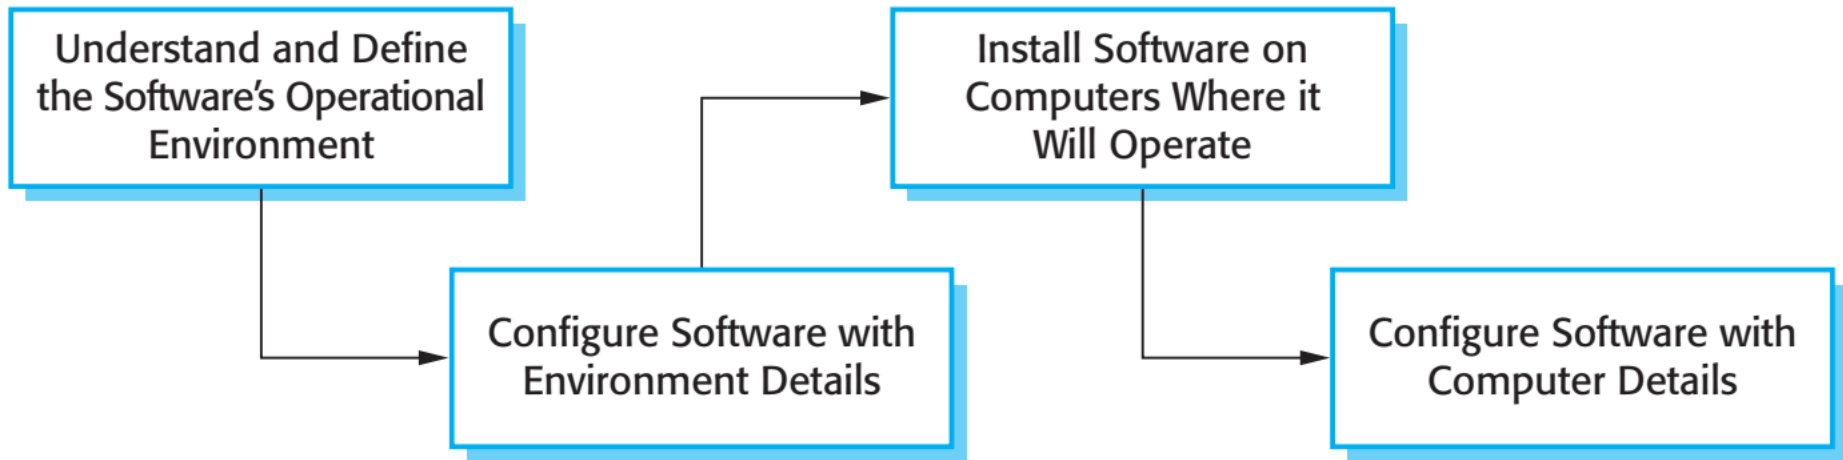 Understand and Define
the Software’s Operational
Environment
Configure Software with
Environment Details
Install Software on
Computers Where it
Will Operate
Configure Software with
Computer Details